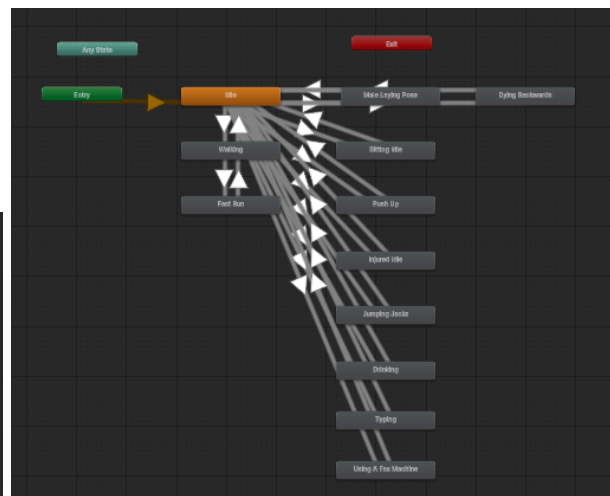 Any State
Exit
Entry
Idle
Male Laying Pose
Dying Backwards
Walking
Sitting Idle
Fast Run
Push Up
Injured Idle
Jumping Jacks
Drinking
Typing
Using A Fax Machine